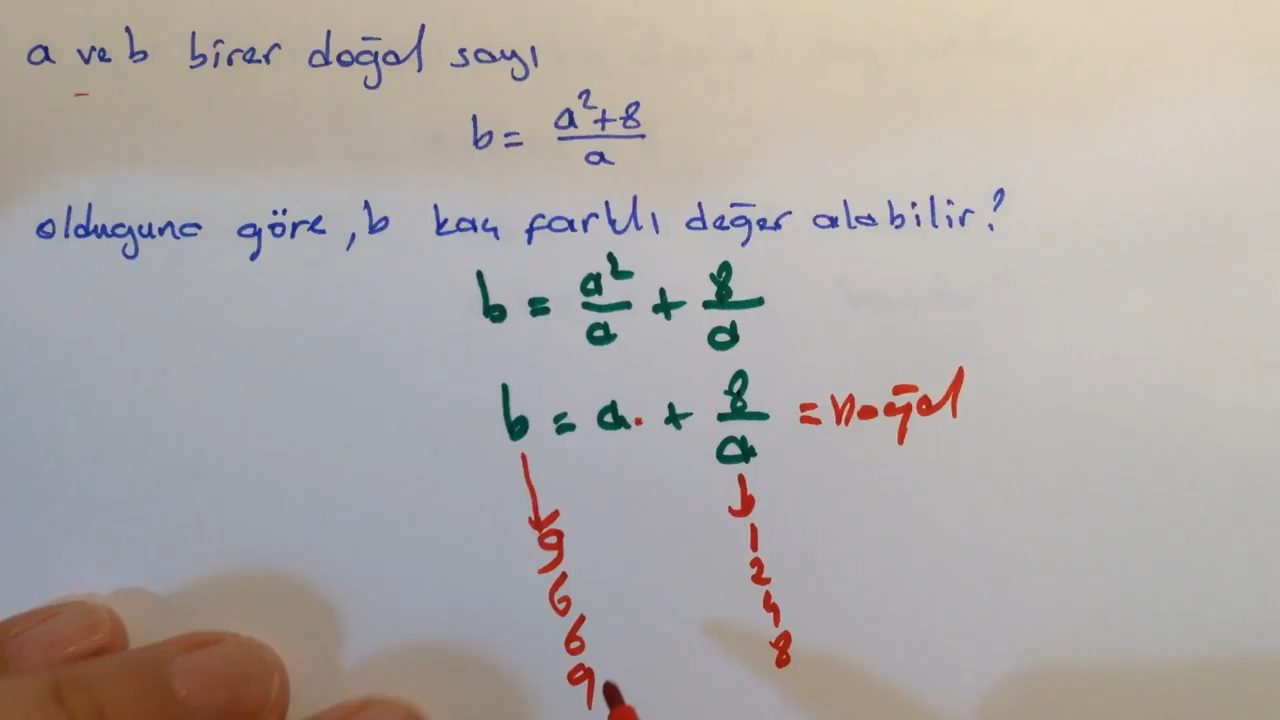 a ve b birer doğal sayı
b = a²+8 / a
olduguna göre, b kaç farklı değer alabilir?
b = a²/a + 8/a
b = a. + 8/a = Doğal
9 1
6 2
6 4
9 8